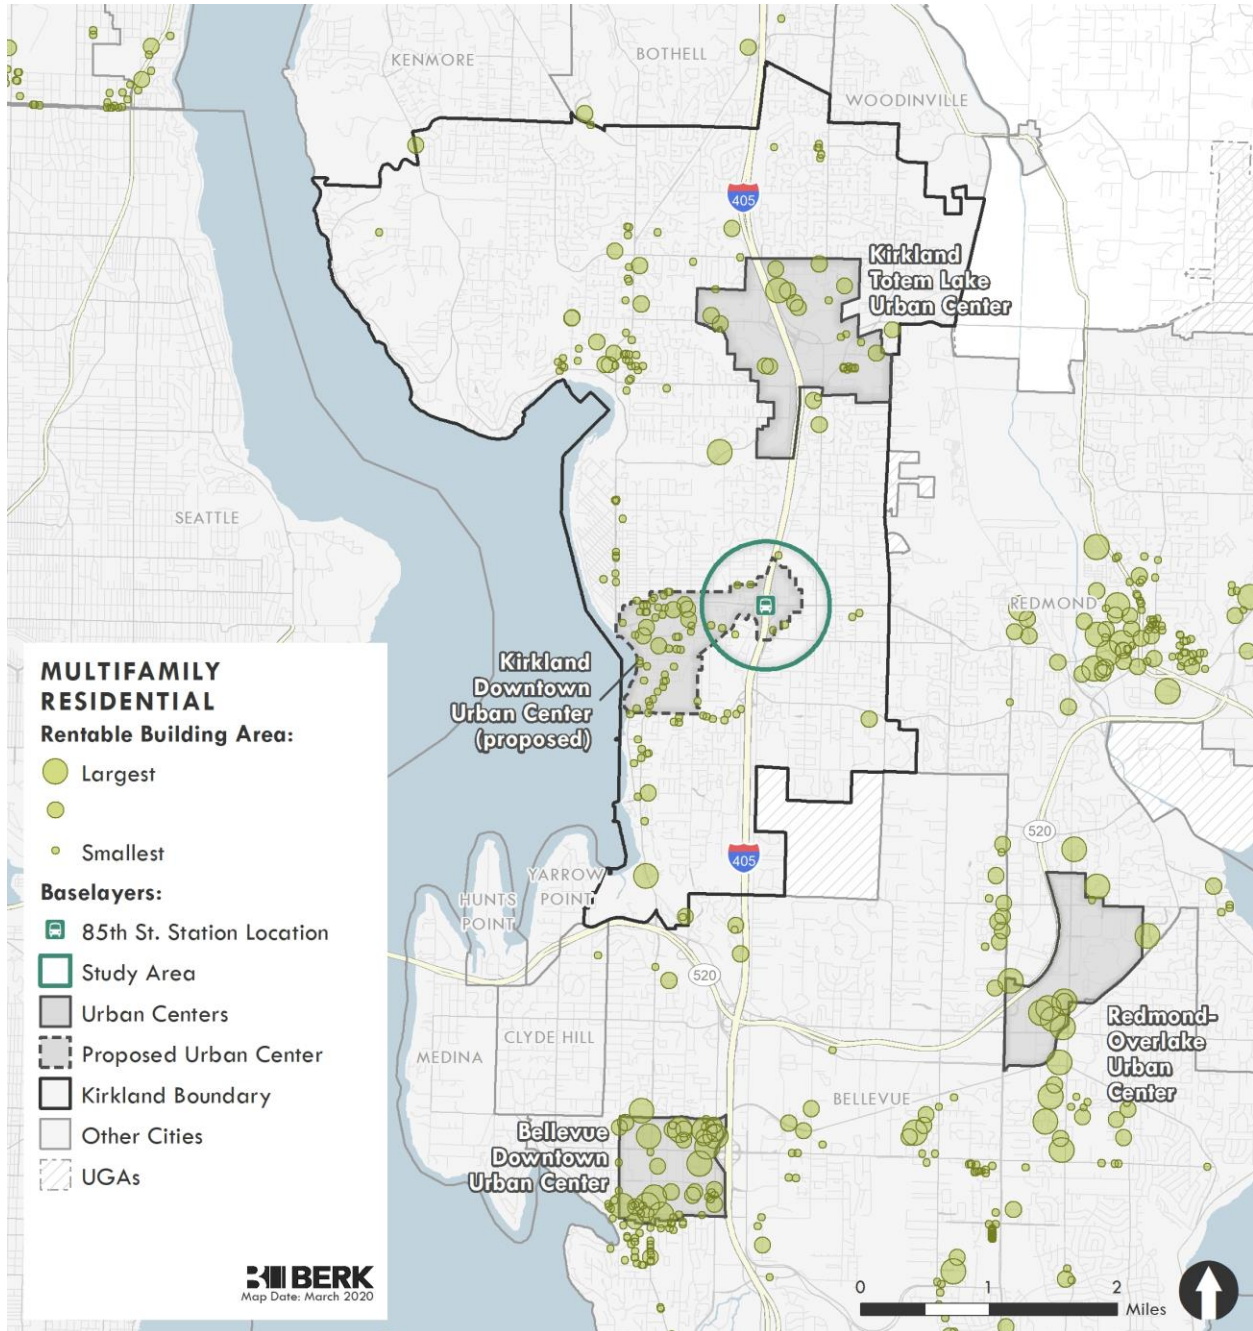 KENMORE
BOTHELL
WOODINVILLE
405
Kirkland
Totem Lake
Urban Center
SEATTLE
REDMOND
Kirkland
Downtown
Urban Center
(proposed)
MULTIFAMILY
RESIDENTIAL
Rentable Building Area:
Largest
Smallest
Baselayers:
85th St. Station Location
Study Area
Urban Centers
Proposed Urban Center
Kirkland Boundary
Other Cities
UGAs
BERK
Map Date: March 2020
520
405
YARROW
POINT
HUNTS
POINT
520
CLYDE HILL
MEDINA
Redmond-
Overlake
Urban
Center
BELLEVUE
Bellevue
Downtown
Urban Center
0 1 2
Miles